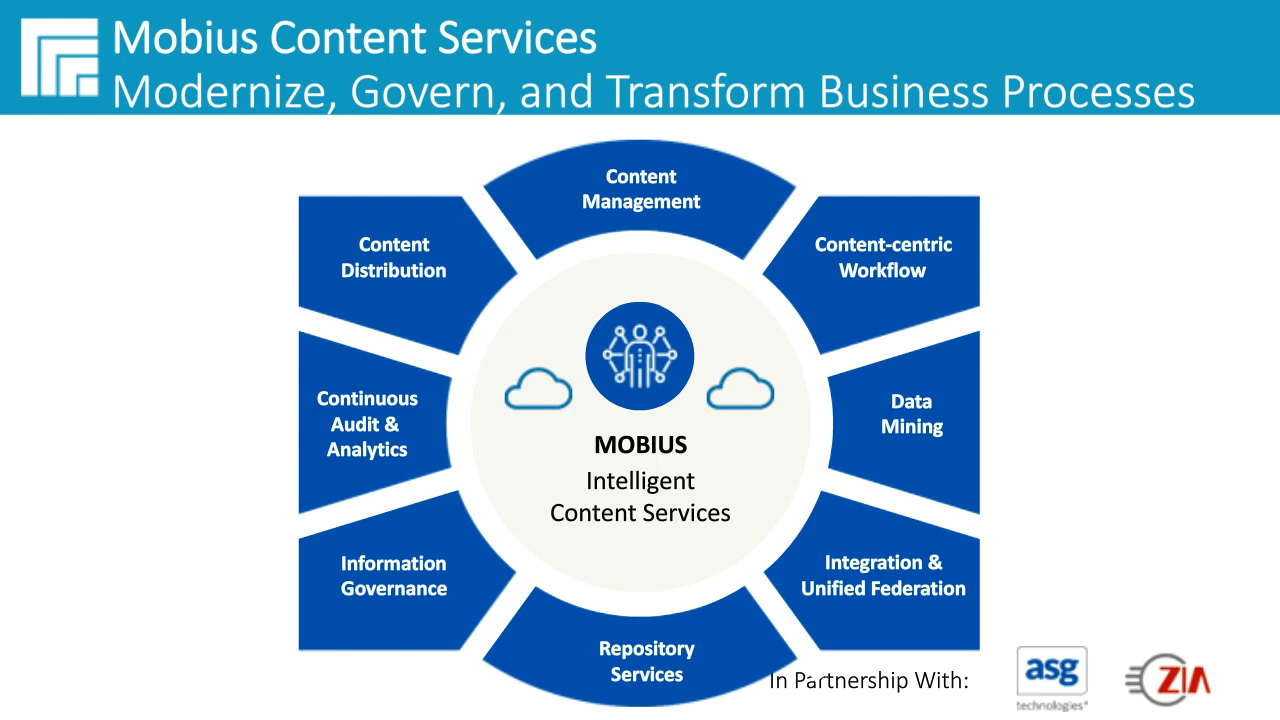 Mobius Content Services
Modernize, Govern, and Transform Business Processes
Content
Management
Content
Distribution
Content-centric
Workflow
Continuous
Audit &
Analytics
Data
Mining
MOBIUS
Intelligent
Content Services
Information
Governance
Integration &
Unified Federation
Repository
Services
In Partnership With:
asg
technologies®
ZIA